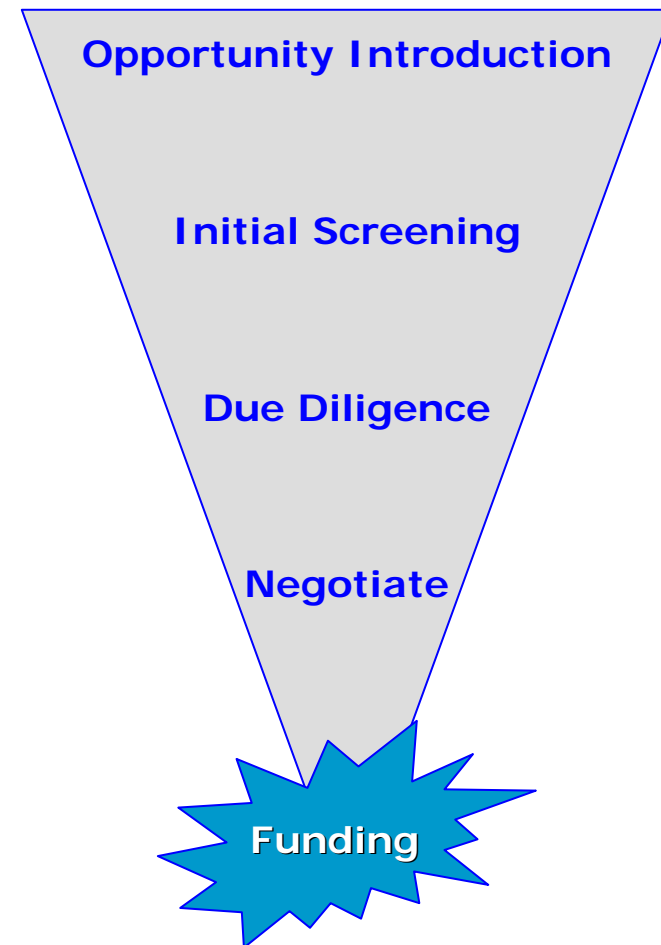 Opportunity Introduction
Initial Screening
Due Diligence
Negotiate
Funding